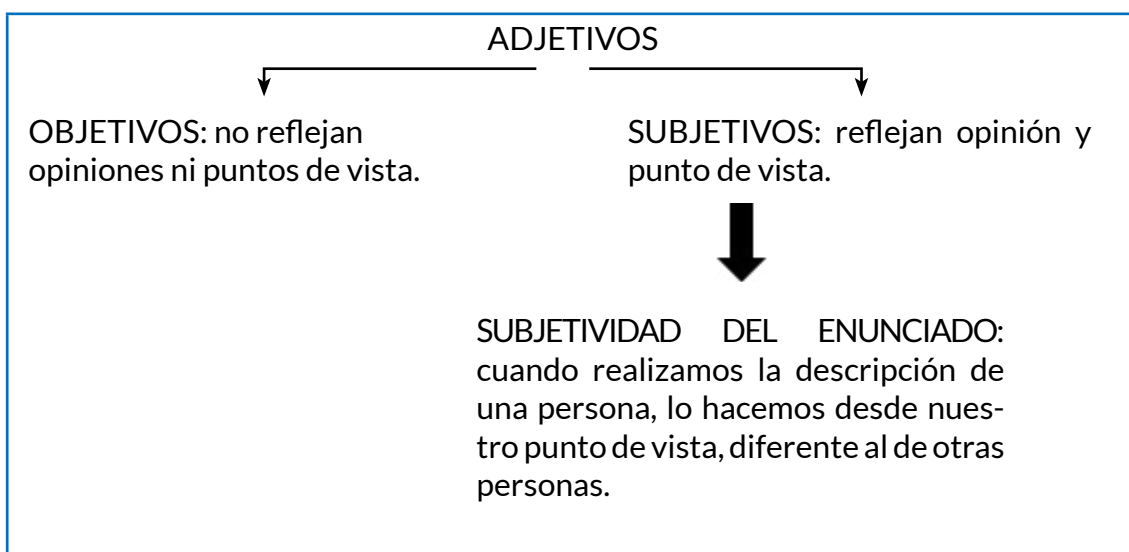 ADJETIVOS
OBJETIVOS: no reflejan
opiniones ni puntos de vista.
SUBJETIVOS: reflejan opinión y
punto de vista.
SUBJETIVIDAD DEL ENUNCIADO:
cuando realizamos la descripción de
una persona, lo hacemos desde nues-
tro punto de vista, diferente al de otras
personas.